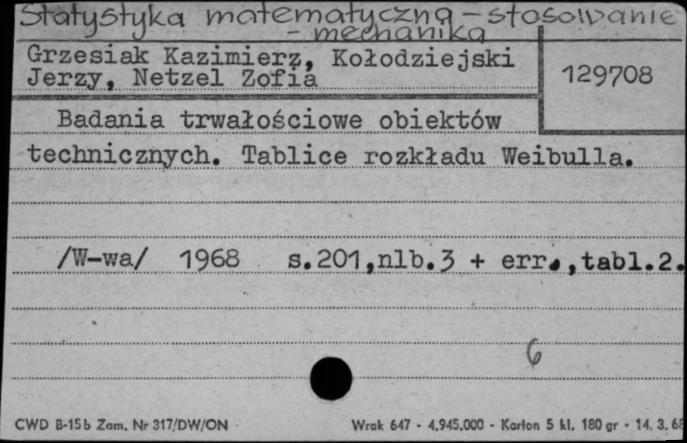 Statystyka matematyczna - stosowanie
- mechanika
Grzesiak Kazimierz, Kołodziejski
Jerzy, Netzel Zofia
129708
Badania trwałościowe obiektów
technicznych. Tablice rozkładu Weibulla.
/W-wa/ 1968 s.201,nlb.3 + err.,tabl.2.
6
CWD B-15b Zam. Nr 317/DW/ON
Wrak 647 - 4.945.000 - Karton 5 kl. 180 gr - 14. 3. 68